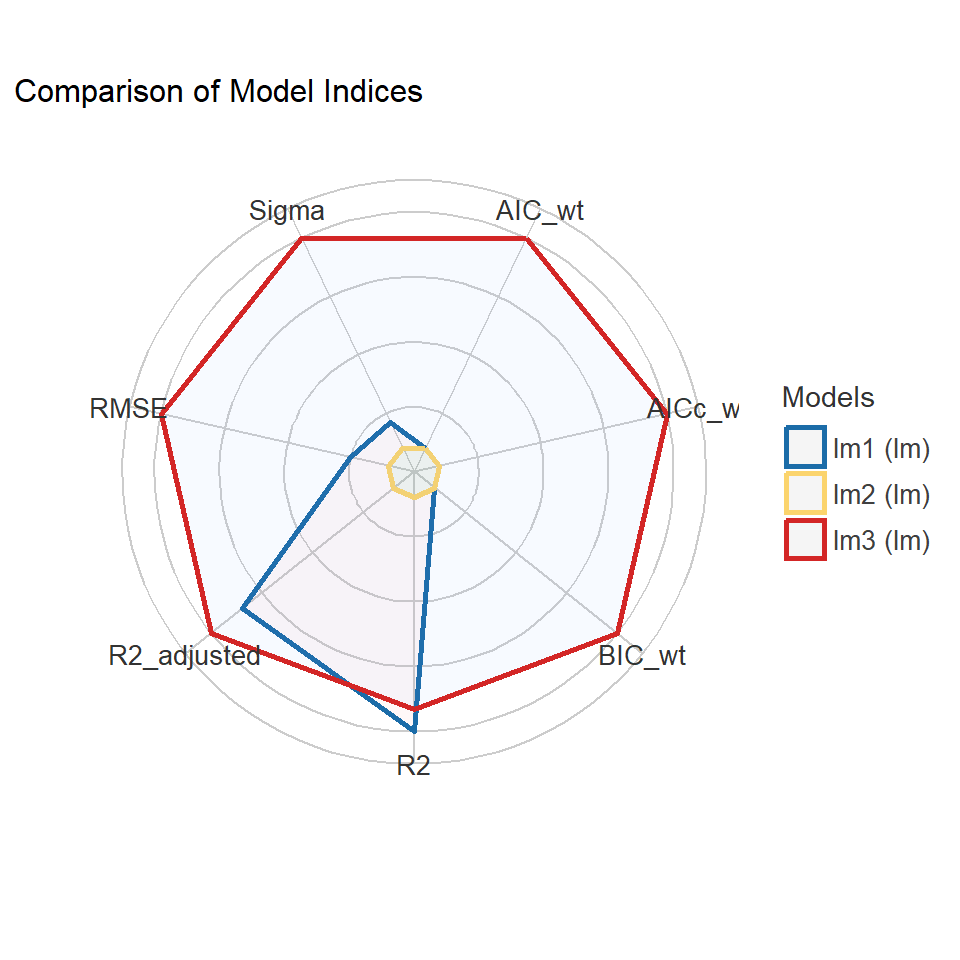 Comparison of Model Indices
Sigma
AIC_wt
RMSE
AICc_w
R2_adjusted
BIC_wt
R2
Models
lm1 (lm)
lm2 (lm)
lm3 (lm)